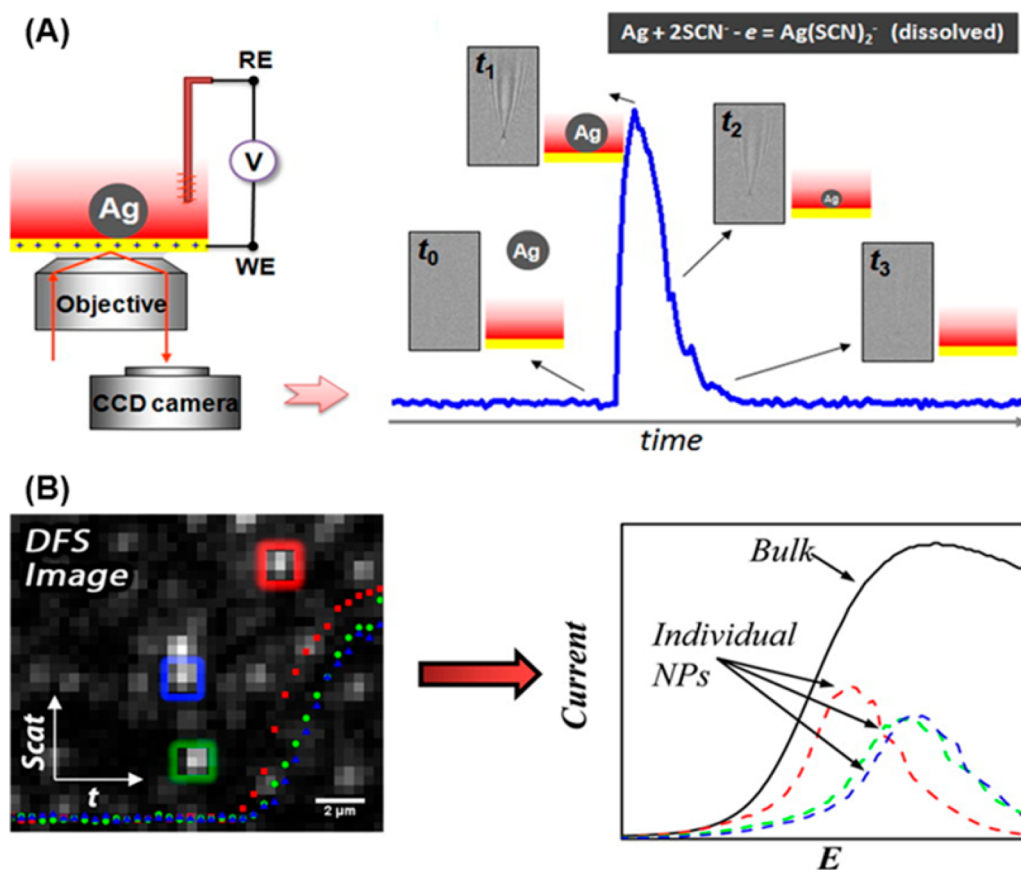 (A)
RE
V
WE
Ag
Objective
CCD camera
Ag + 2SCN⁻ - e = Ag(SCN)₂⁻ (dissolved)
t₁
Ag
t₂
Ag
t₀
Ag
t₃
time
(B)
DFS
Image
Scat
t
2 μm
Bulk
Individual
NPs
Current
E